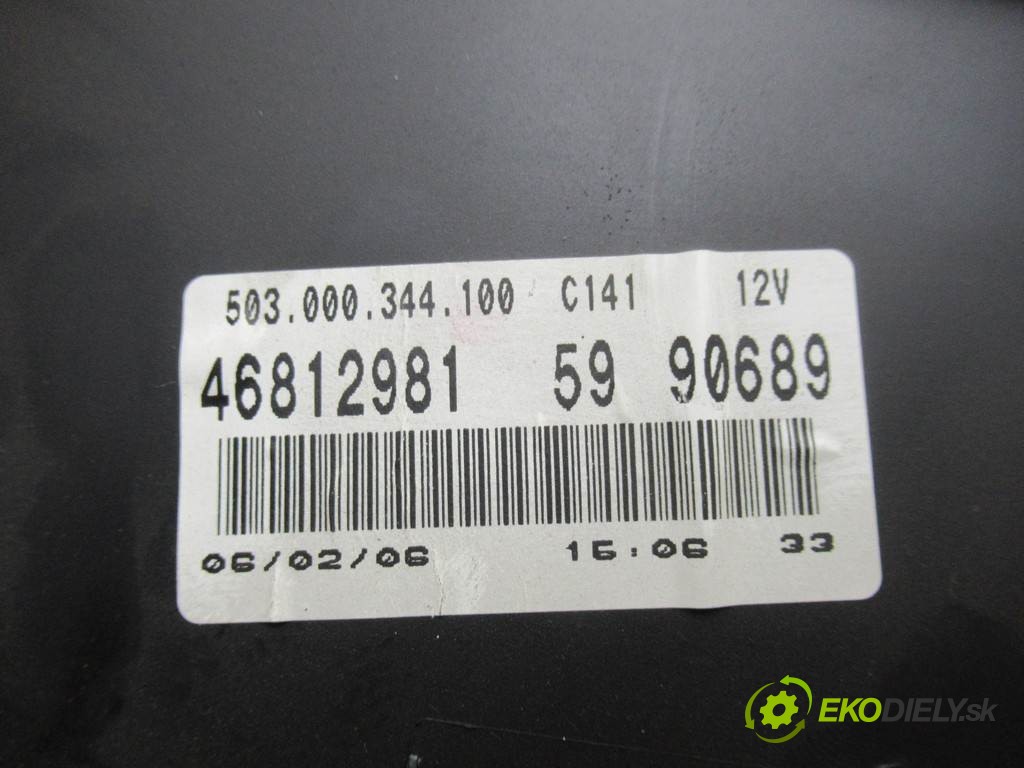 503.000.344.100 C141 12V
46812981 59 90689
06/02/06 15:06 33
EKODIELY.sk